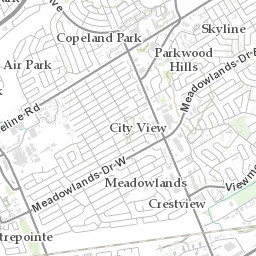 Skyline
Copeland Park
Parkwood
Hills
Air Park
Meadowlands-Dr-E
eline-Rd
City View
Meadowlands-Dr-W
Meadowlands
Viewm
Crestview
trepointe